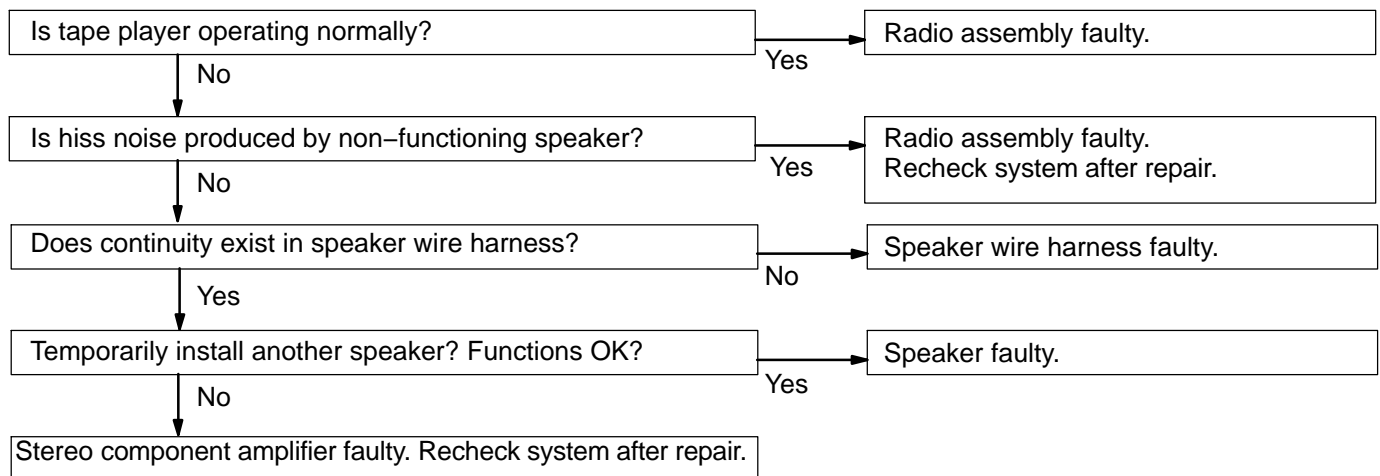 Is tape player operating normally?
Yes
Radio assembly faulty.
No
Is hiss noise produced by non−functioning speaker?
Yes
Radio assembly faulty.
Recheck system after repair.
No
Does continuity exist in speaker wire harness?
No
Speaker wire harness faulty.
Yes
Temporarily install another speaker? Functions OK?
Yes
Speaker faulty.
No
Stereo component amplifier faulty. Recheck system after repair.